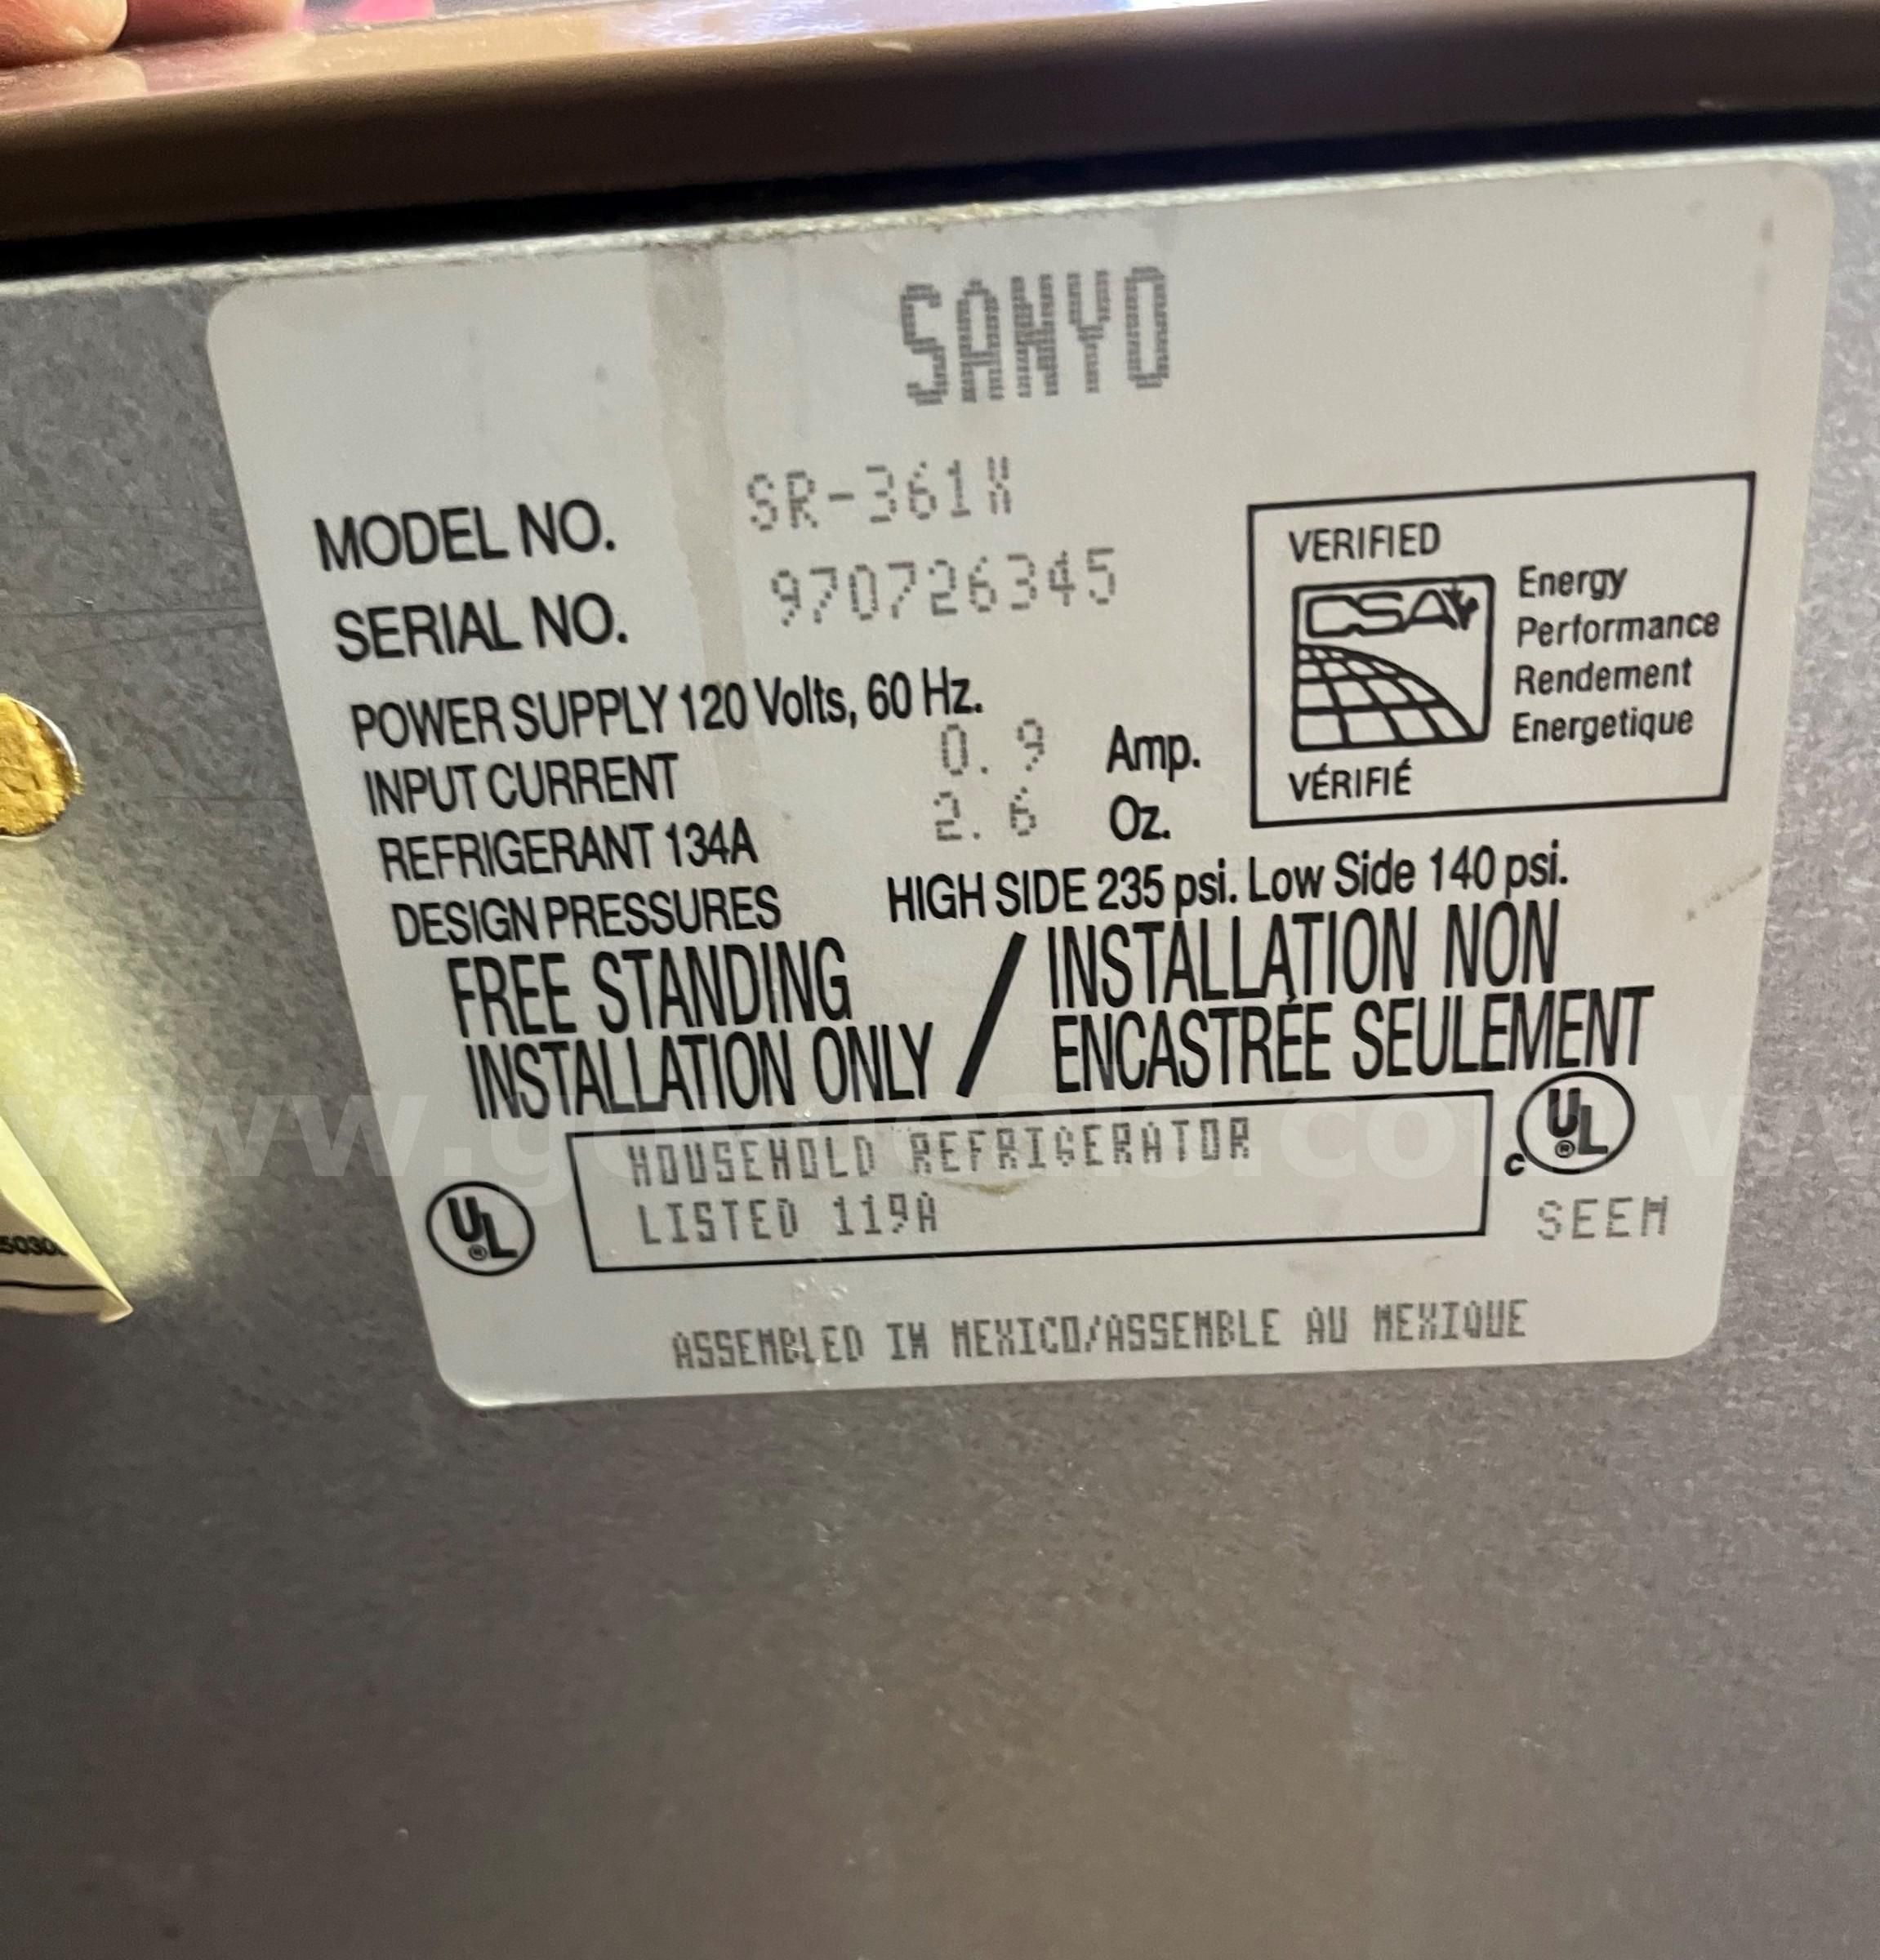 SANYO
MODEL NO. SR-361W
SERIAL NO. 970726345
POWER SUPPLY 120 Volts, 60 Hz.
INPUT CURRENT 0.9 Amp.
REFRIGERANT 134A 2.6 Oz.
DESIGN PRESSURES HIGH SIDE 235 psi. Low Side 140 psi.
VERIFIED
CSA
Energy
Performance
Rendement
Energetique
VÉRIFIÉ
FREE STANDING
INSTALLATION ONLY
/
INSTALLATION NON
ENCASTRÉE SEULEMENT
UL ®
HOUSEHOLD REFRIGERATOR
LISTED 119A
C UL ®
SEEM
ASSEMBLED IN MEXICO/ASSEMBLE AU MEXIQUE